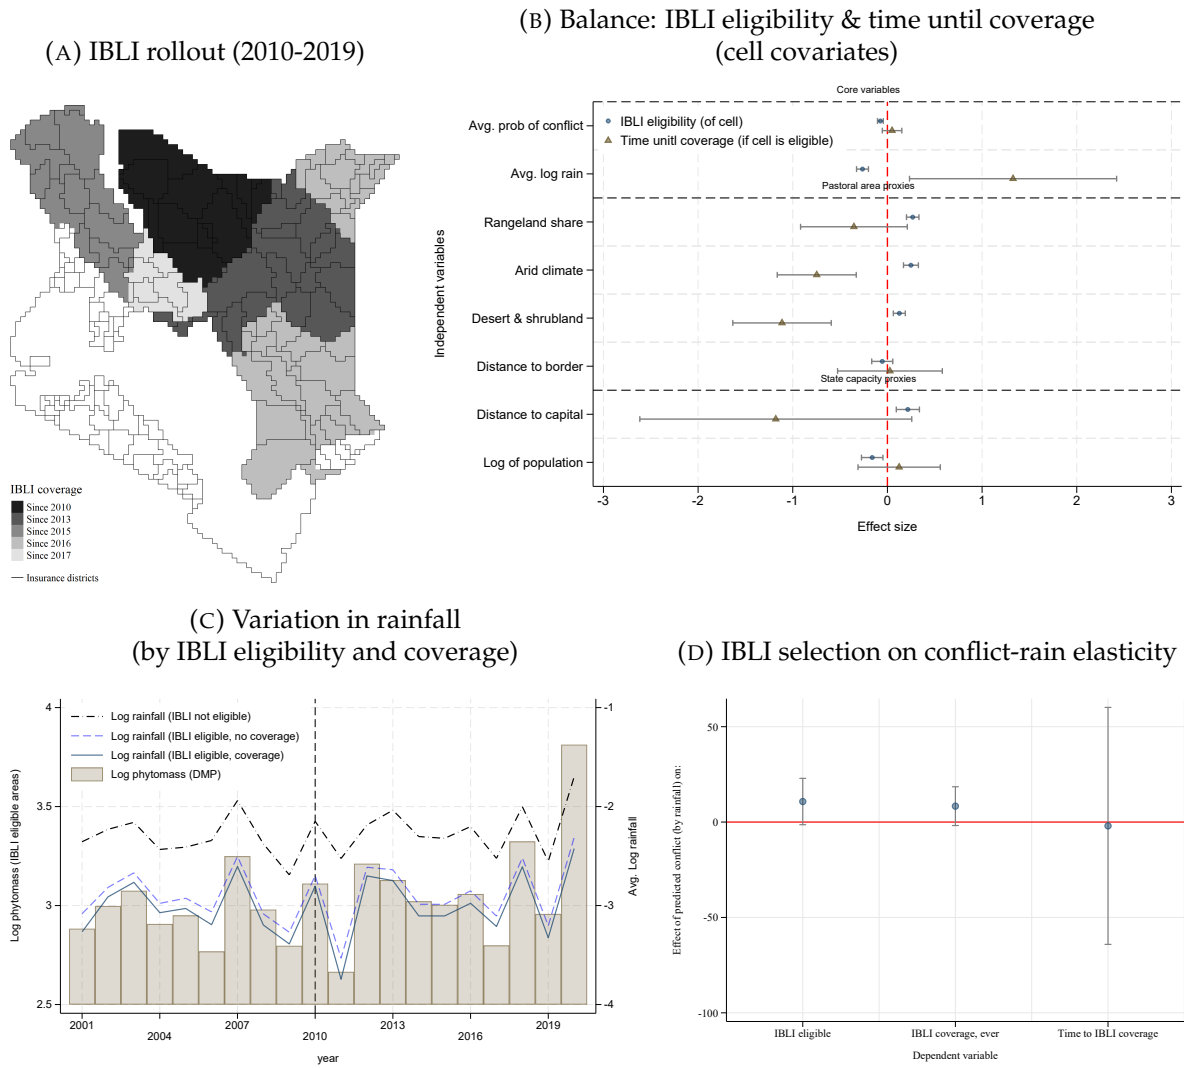 (A) IBLI rollout (2010-2019)
IBLI coverage
Since 2010
Since 2013
Since 2015
Since 2016
Since 2017
Insurance districts
(B) Balance: IBLI eligibility & time until coverage
(cell covariates)
Core variables
IBLI eligibility (of cell)
Time unitl coverage (if cell is eligible)
Independent variables
Avg. prob of conflict
Avg. log rain
Pastoral area proxies
Rangeland share
Arid climate
Desert & shrubland
Distance to border
State capacity proxies
Distance to capital
Log of population
-3 -2 -1 0 1 2 3
Effect size
(C) Variation in rainfall
(by IBLI eligibility and coverage)
Log rainfall (IBLI not eligible)
Log rainfall (IBLI eligible, no coverage)
Log rainfall (IBLI eligible, coverage)
Log phytomass (DMP)
Log phytomass (IBLI eligible areas)
4
3.5
3
2.5
-1
-2
-3
-4
Avg. Log rainfall
2001 2004 2007 2010 2013 2016 2019
year
(D) IBLI selection on conflict-rain elasticity
Effect of predicted conflict (by rainfall) on:
50
0
-50
-100
IBLI eligible IBLI coverage, ever Time to IBLI coverage
Dependent variable